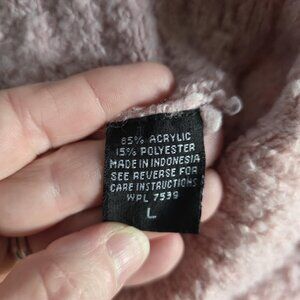 85% ACRYLIC
15% POLYESTER
MADE IN INDONESIA
SEE REVERSE FOR
CARE INSTRUCTIONS
WPL 7539
L